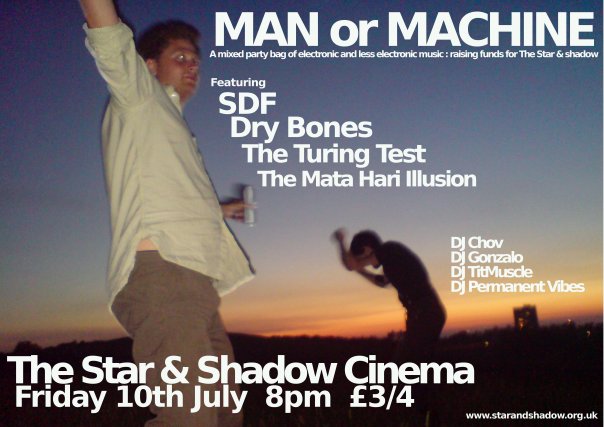 MAN or MACHINE
A mixed party bag of electronic and less electronic music : raising funds for The Star & shadow
Featuring
SDF
Dry Bones
The Turing Test
The Mata Hari Illusion
DJ Chov
DJ Gonzalo
DJ TitMuscle
DJ Permanent Vibes
The Star & Shadow Cinema
Friday 10th July 8pm £3/4
www.starandshadow.org.uk